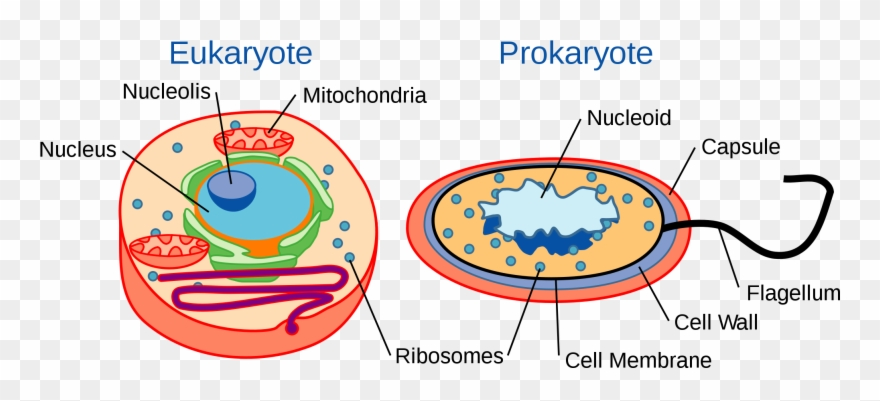 Eukaryote
Prokaryote
Nucleolis
Mitochondria
Nucleus
Nucleoid
Capsule
Flagellum
Cell Wall
Ribosomes
Cell Membrane